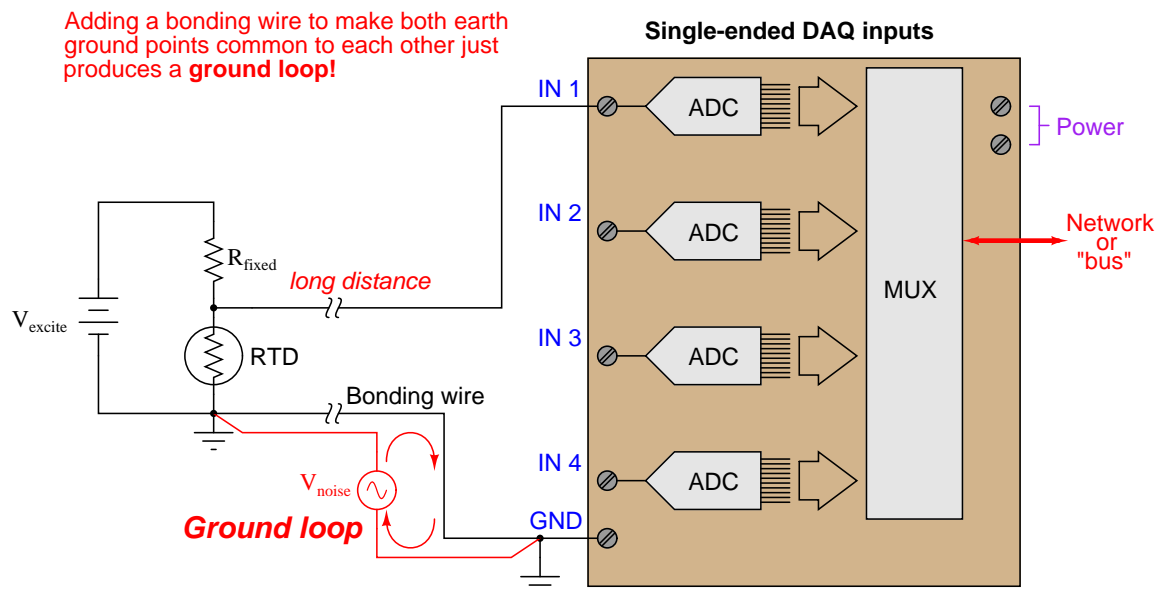 Adding a bonding wire to make both earth
ground points common to each other just
produces a ground loop!
Single-ended DAQ inputs
IN 1
ADC
Power
IN 2
ADC
Network
or
"bus"
R_fixed
long distance
MUX
V_excite
IN 3
ADC
RTD
Bonding wire
IN 4
ADC
V_noise
Ground loop
GND